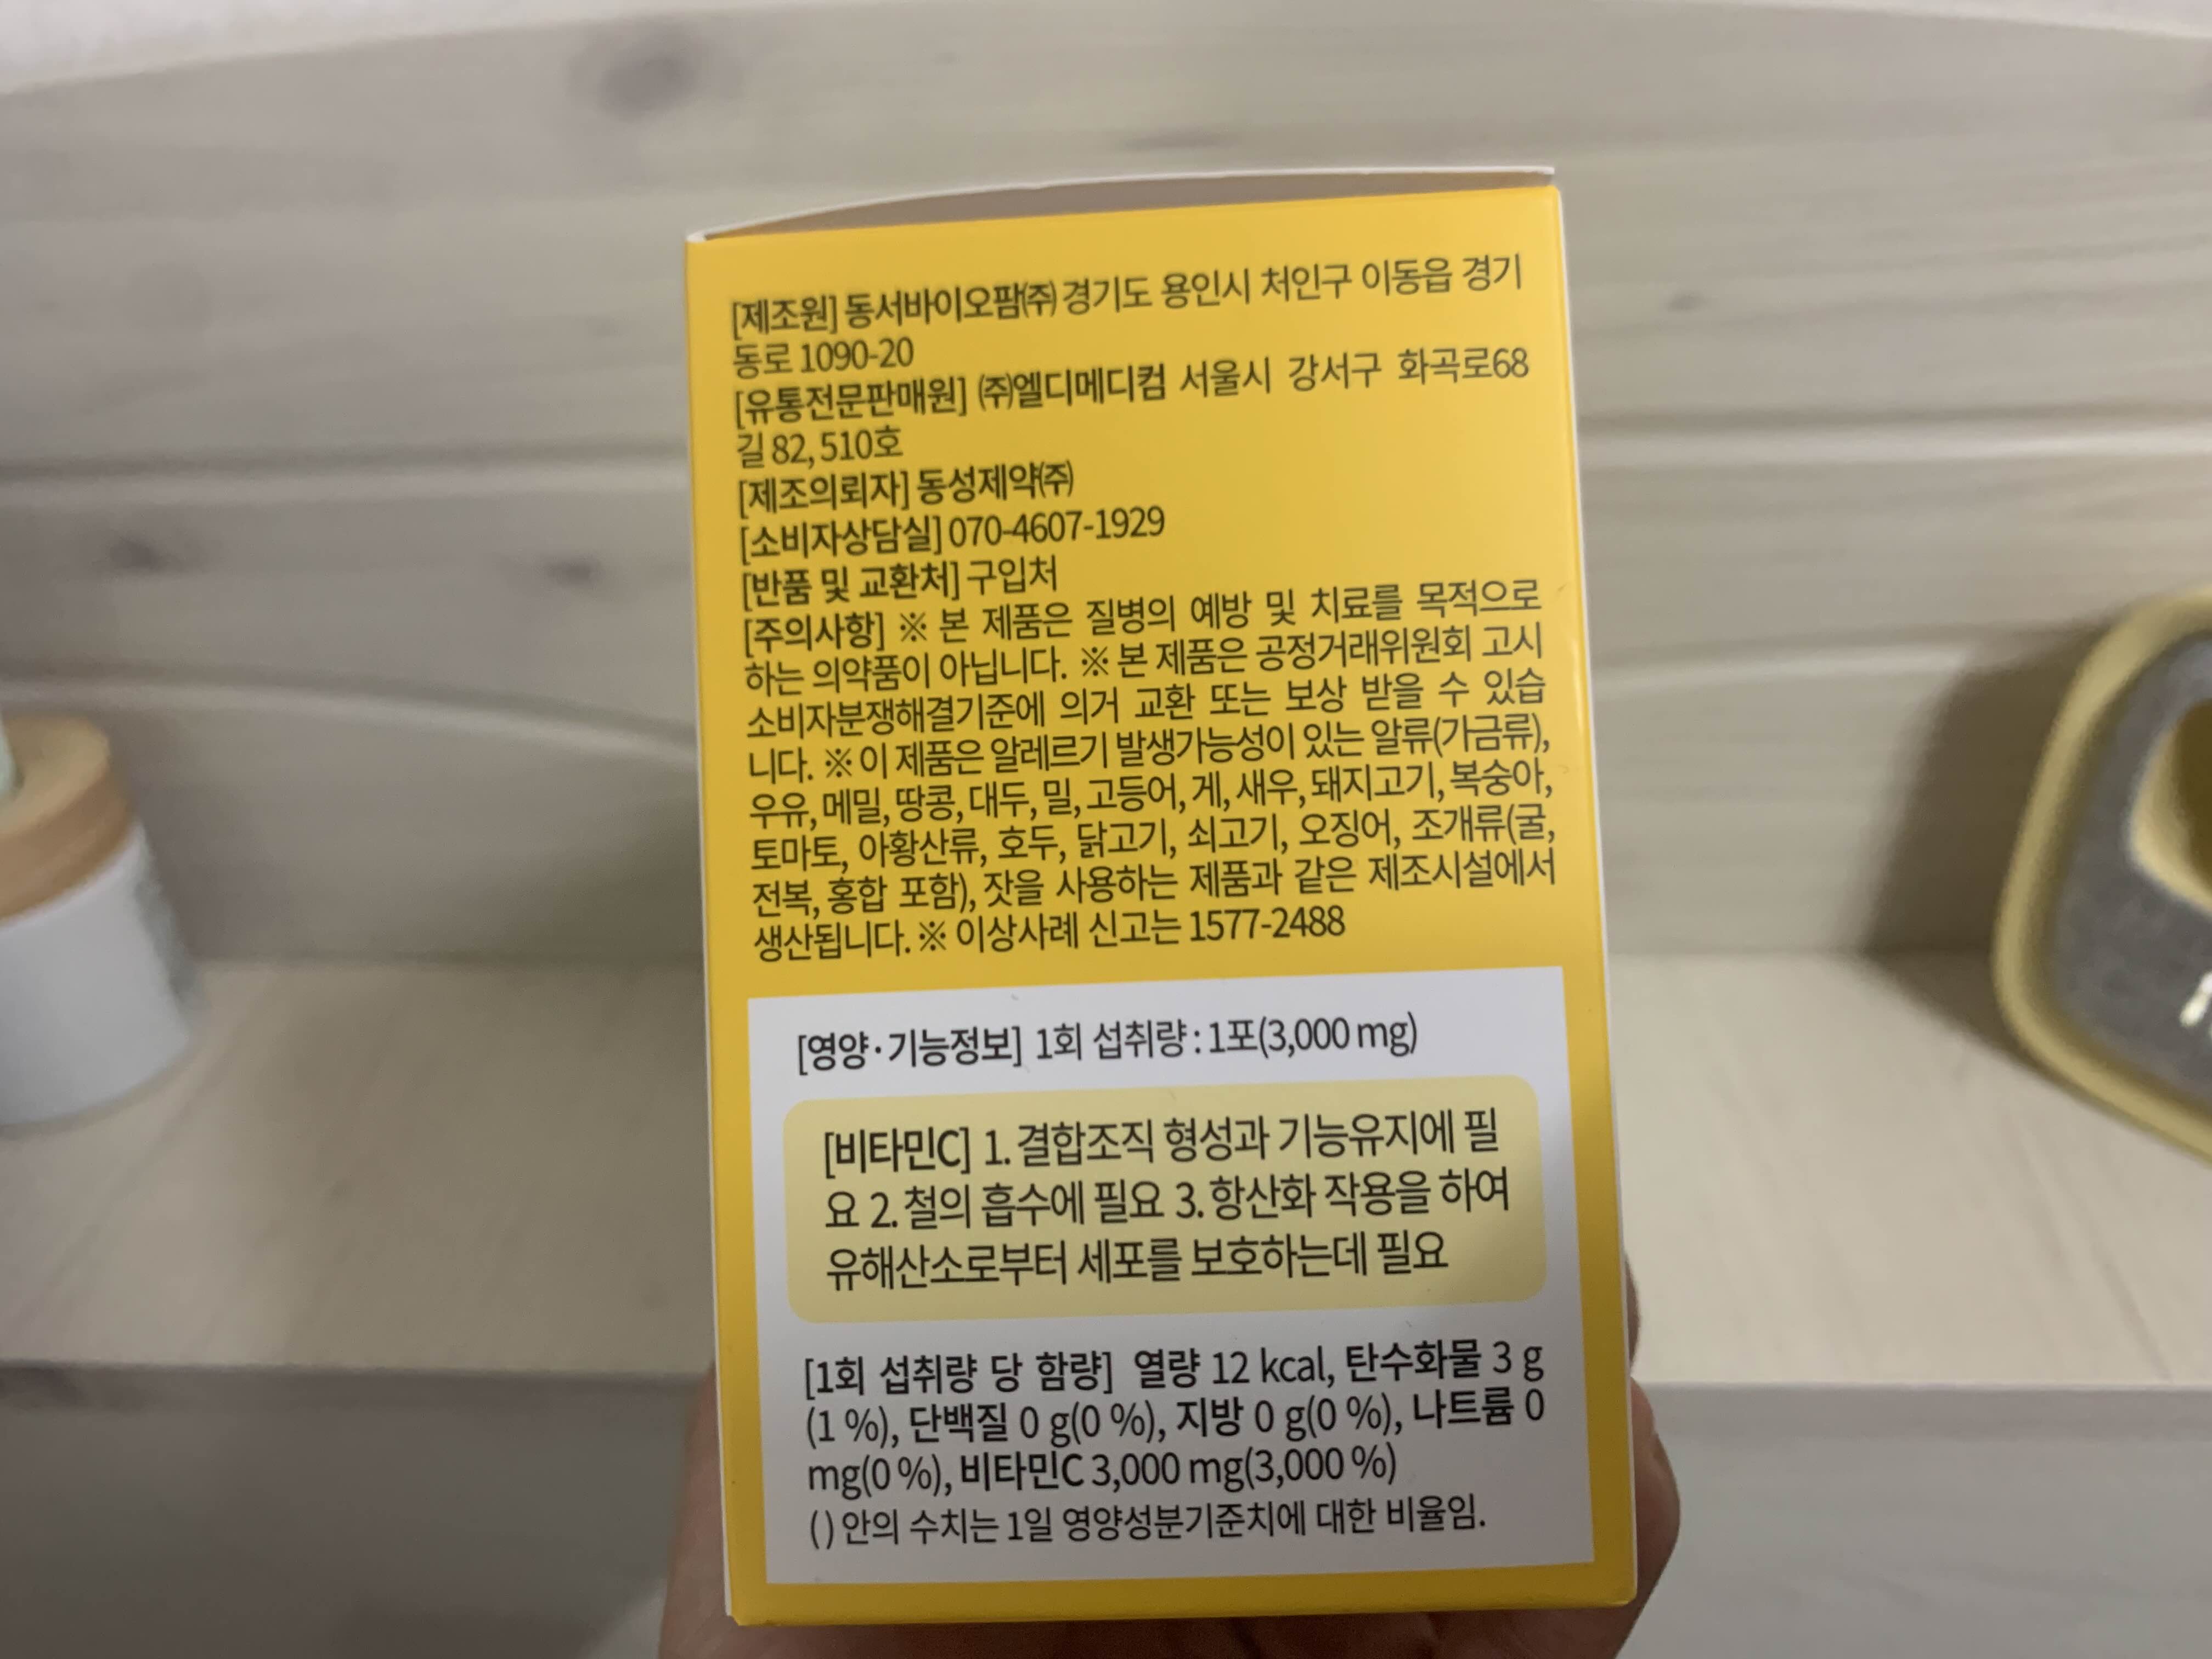 [제조원] 동서바이오팜㈜ 경기도 용인시 처인구 이동읍 경기
동로 1090-20
[유통전문판매원] ㈜엘디메디컴 서울시 강서구 화곡로68
길 82, 510호
[제조의뢰자] 동성제약㈜
[소비자상담실] 070-4607-1929
[반품 및 교환처] 구입처
[주의사항] ※ 본 제품은 질병의 예방 및 치료를 목적으로
하는 의약품이 아닙니다. ※ 본 제품은 공정거래위원회 고시
소비자분쟁해결기준에 의거 교환 또는 보상 받을 수 있습
니다. ※ 이 제품은 알레르기 발생가능성이 있는 알류(가금류),
우유, 메밀, 땅콩, 대두, 밀, 고등어, 게, 새우, 돼지고기, 복숭아,
토마토, 아황산류, 호두, 닭고기, 쇠고기, 오징어, 조개류(굴,
전복, 홍합 포함), 잣을 사용하는 제품과 같은 제조시설에서
생산됩니다. ※ 이상사례 신고는 1577-2488
[영양·기능정보] 1회 섭취량 : 1포(3,000 mg)
[비타민C] 1. 결합조직 형성과 기능유지에 필
요 2. 철의 흡수에 필요 3. 항산화 작용을 하여
유해산소로부터 세포를 보호하는데 필요
[1회 섭취량 당 함량] 열량 12 kcal, 탄수화물 3 g
(1 %), 단백질 0 g(0 %), 지방 0 g(0 %), 나트륨 0
mg(0 %), 비타민C 3,000 mg(3,000 %)
( ) 안의 수치는 1일 영양성분기준치에 대한 비율임.